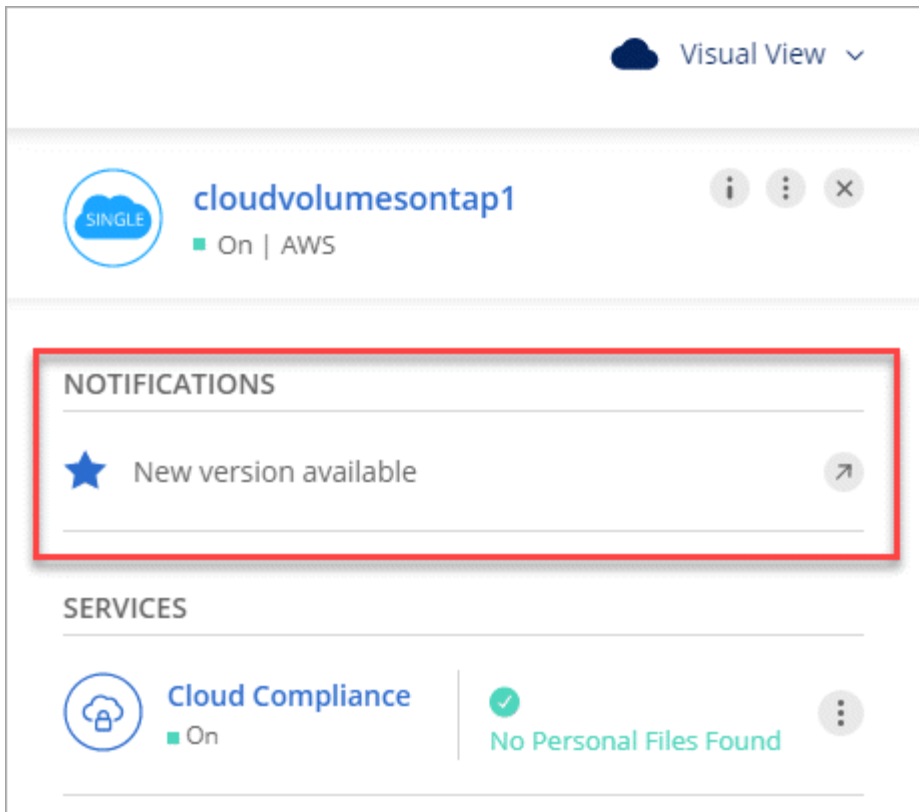 Visual View
SINGLE
cloudvolumesontap1
On | AWS
NOTIFICATIONS
New version available
SERVICES
Cloud Compliance
On
No Personal Files Found